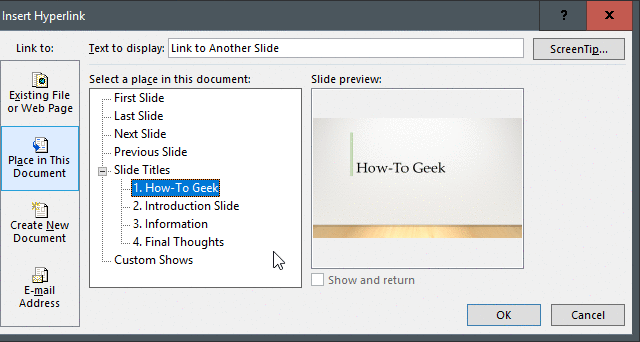 Insert Hyperlink
?
Link to:
Text to display:
Link to Another Slide
ScreenTip...
Existing File
or Web Page
Place in This
Document
Create New
Document
E-mail
Address
Select a place in this document:
First Slide
Last Slide
Next Slide
Previous Slide
Slide Titles
1. How-To Geek
2. Introduction Slide
3. Information
4. Final Thoughts
Custom Shows
Slide preview:
How-To Geek
Show and return
OK
Cancel